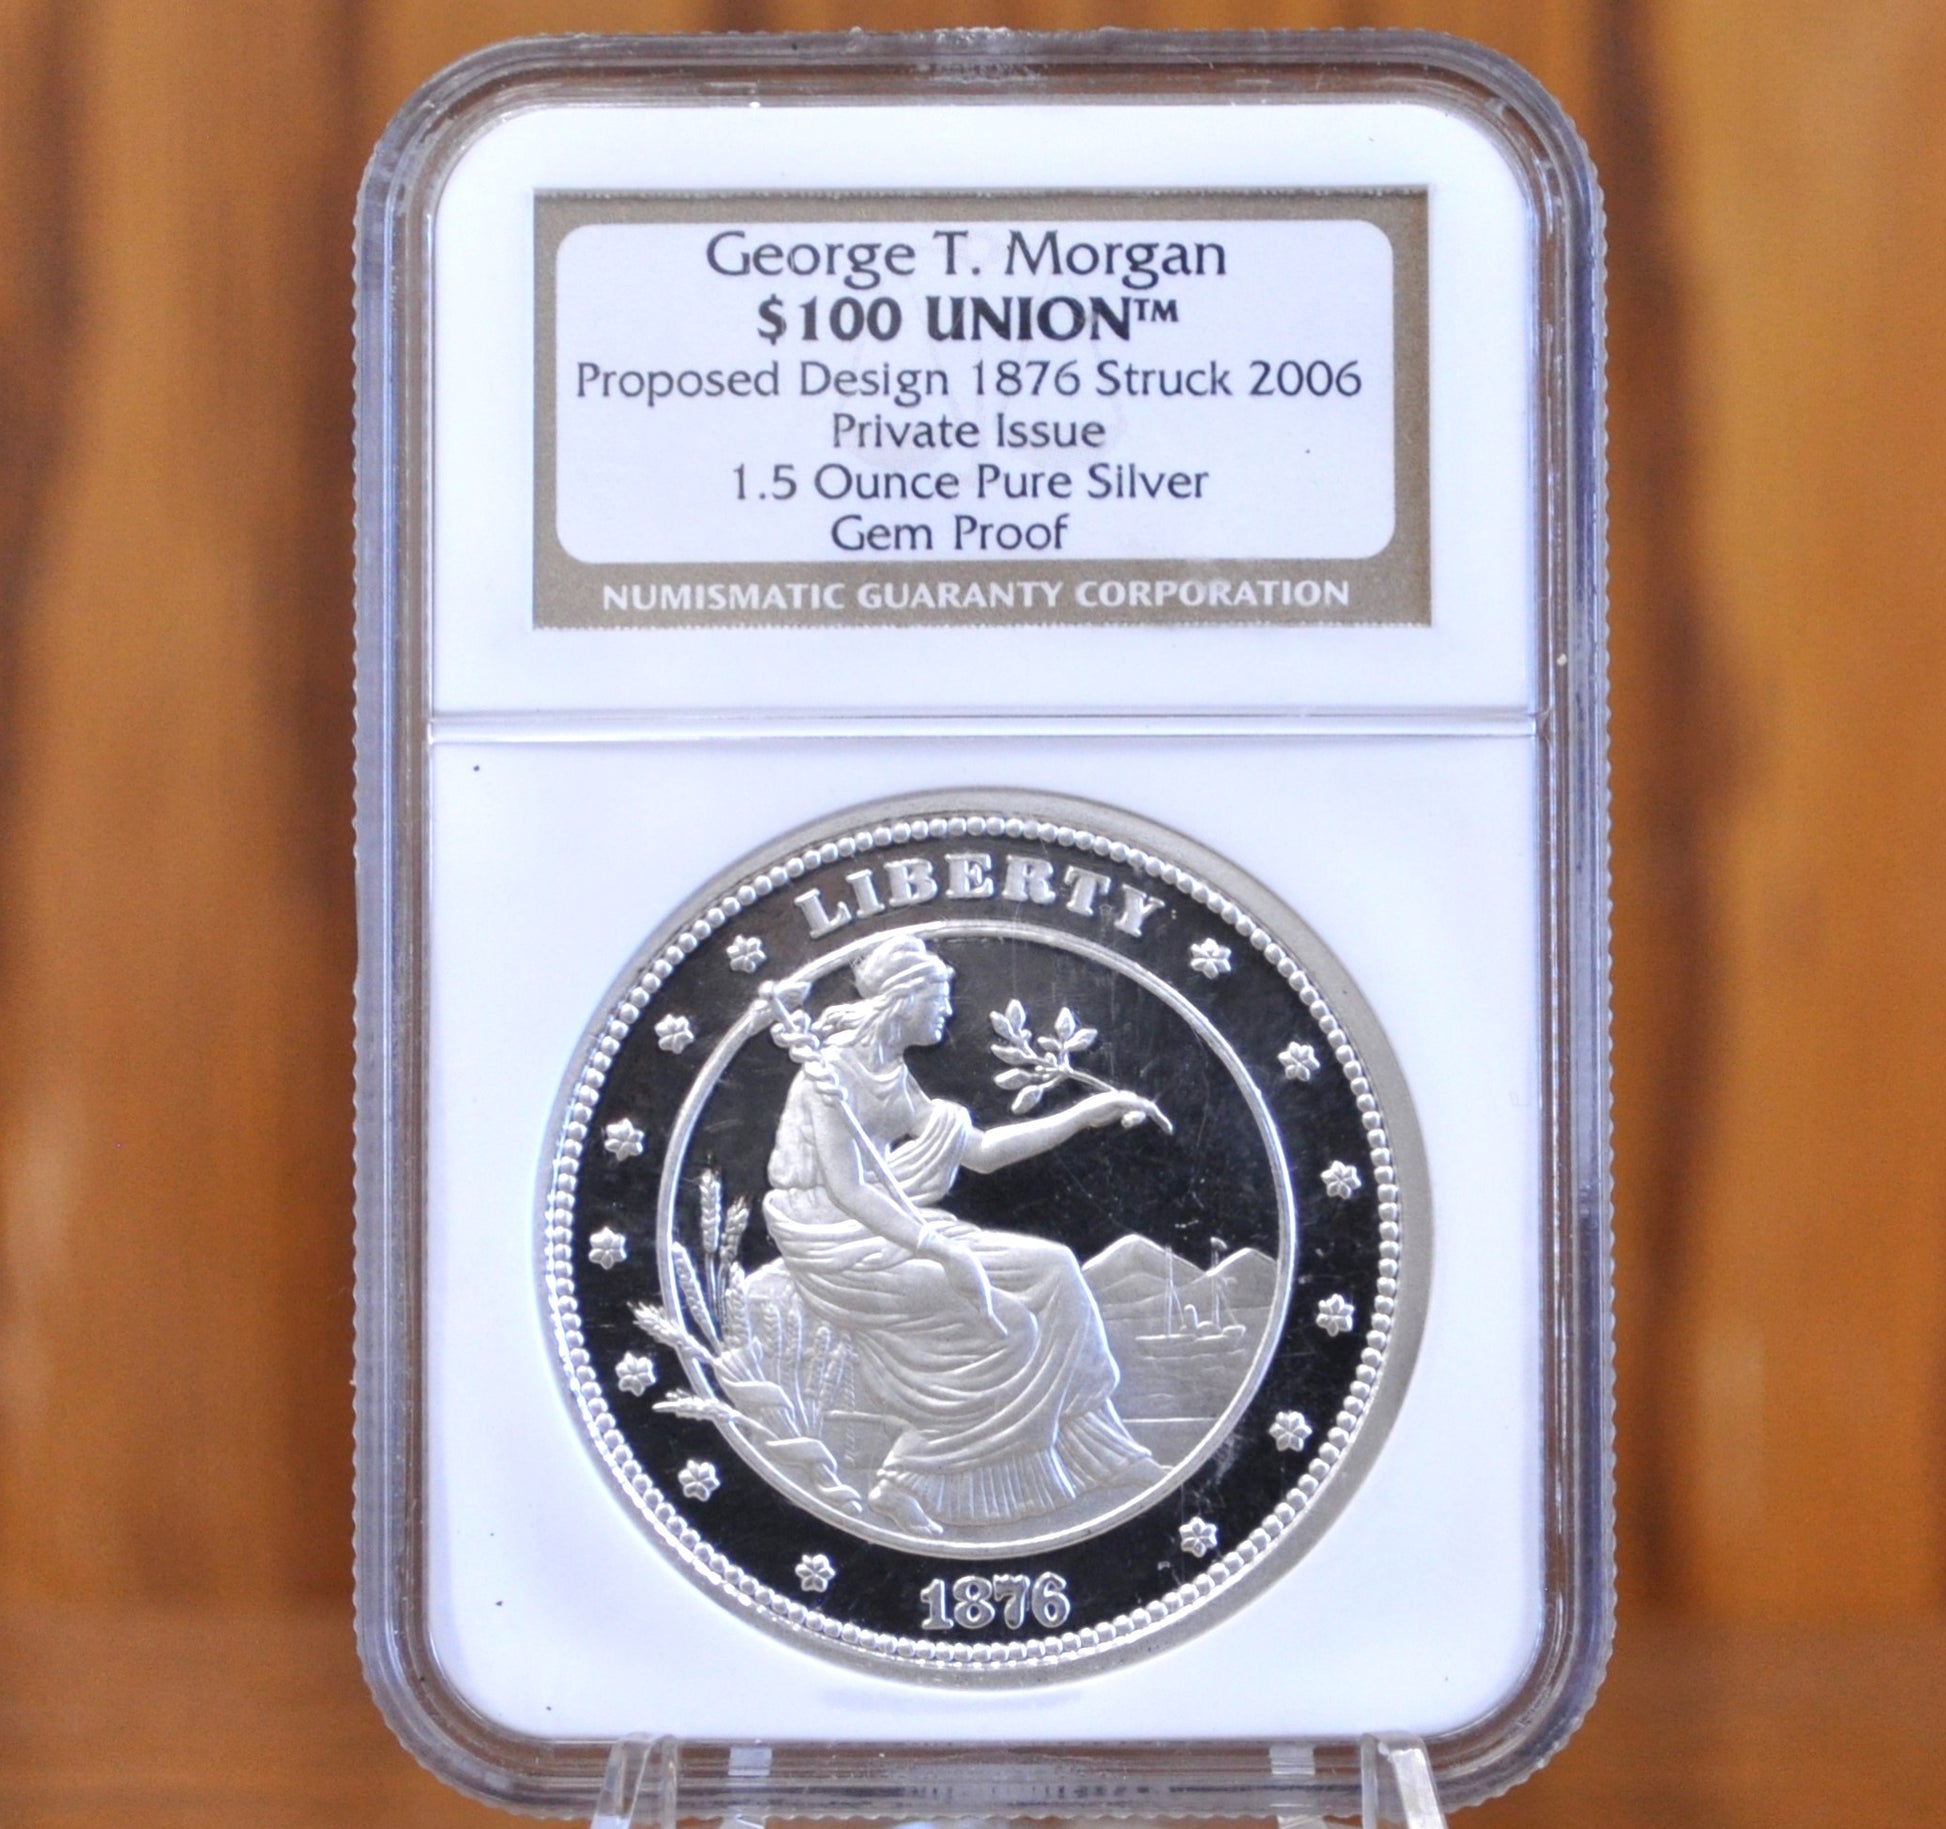 George T. Morgan
$100 UNION™
Proposed Design 1876 Struck 2006
Private Issue
1.5 Ounce Pure Silver
Gem Proof
NUMISMATIC GUARANTY CORPORATION
LIBERTY
1876